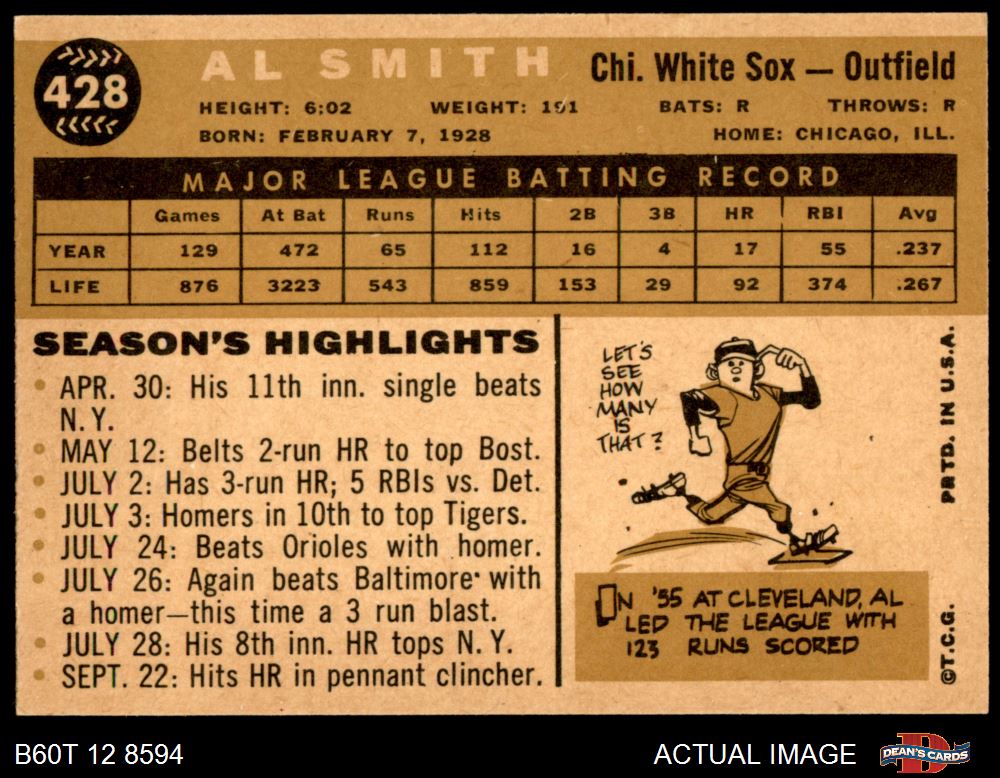 428
AL SMITH
Chi. White Sox — Outfield
HEIGHT: 6:02 WEIGHT: 191 BATS: R THROWS: R
BORN: FEBRUARY 7, 1928 HOME: CHICAGO, ILL.
MAJOR LEAGUE BATTING RECORD
Games At Bat Runs Hits 2B 3B HR RBI Avg
YEAR 129 472 65 112 16 4 17 55 .237
LIFE 876 3223 543 859 153 29 92 374 .267
SEASON'S HIGHLIGHTS
• APR. 30: His 11th inn. single beats
N. Y.
• MAY 12: Belts 2-run HR to top Bost.
• JULY 2: Has 3-run HR; 5 RBIs vs. Det.
• JULY 3: Homers in 10th to top Tigers.
• JULY 24: Beats Orioles with homer.
• JULY 26: Again beats Baltimore with
a homer—this time a 3 run blast.
• JULY 28: His 8th inn. HR tops N. Y.
• SEPT. 22: Hits HR in pennant clincher.
LET'S
SEE
HOW
MANY
IS
THAT?
IN '55 AT CLEVELAND, AL
LED THE LEAGUE WITH
123 RUNS SCORED
©T.C.G. PRTD. IN U.S.A.
B60T 12 8594
ACTUAL IMAGE
DEAN'S CARDS